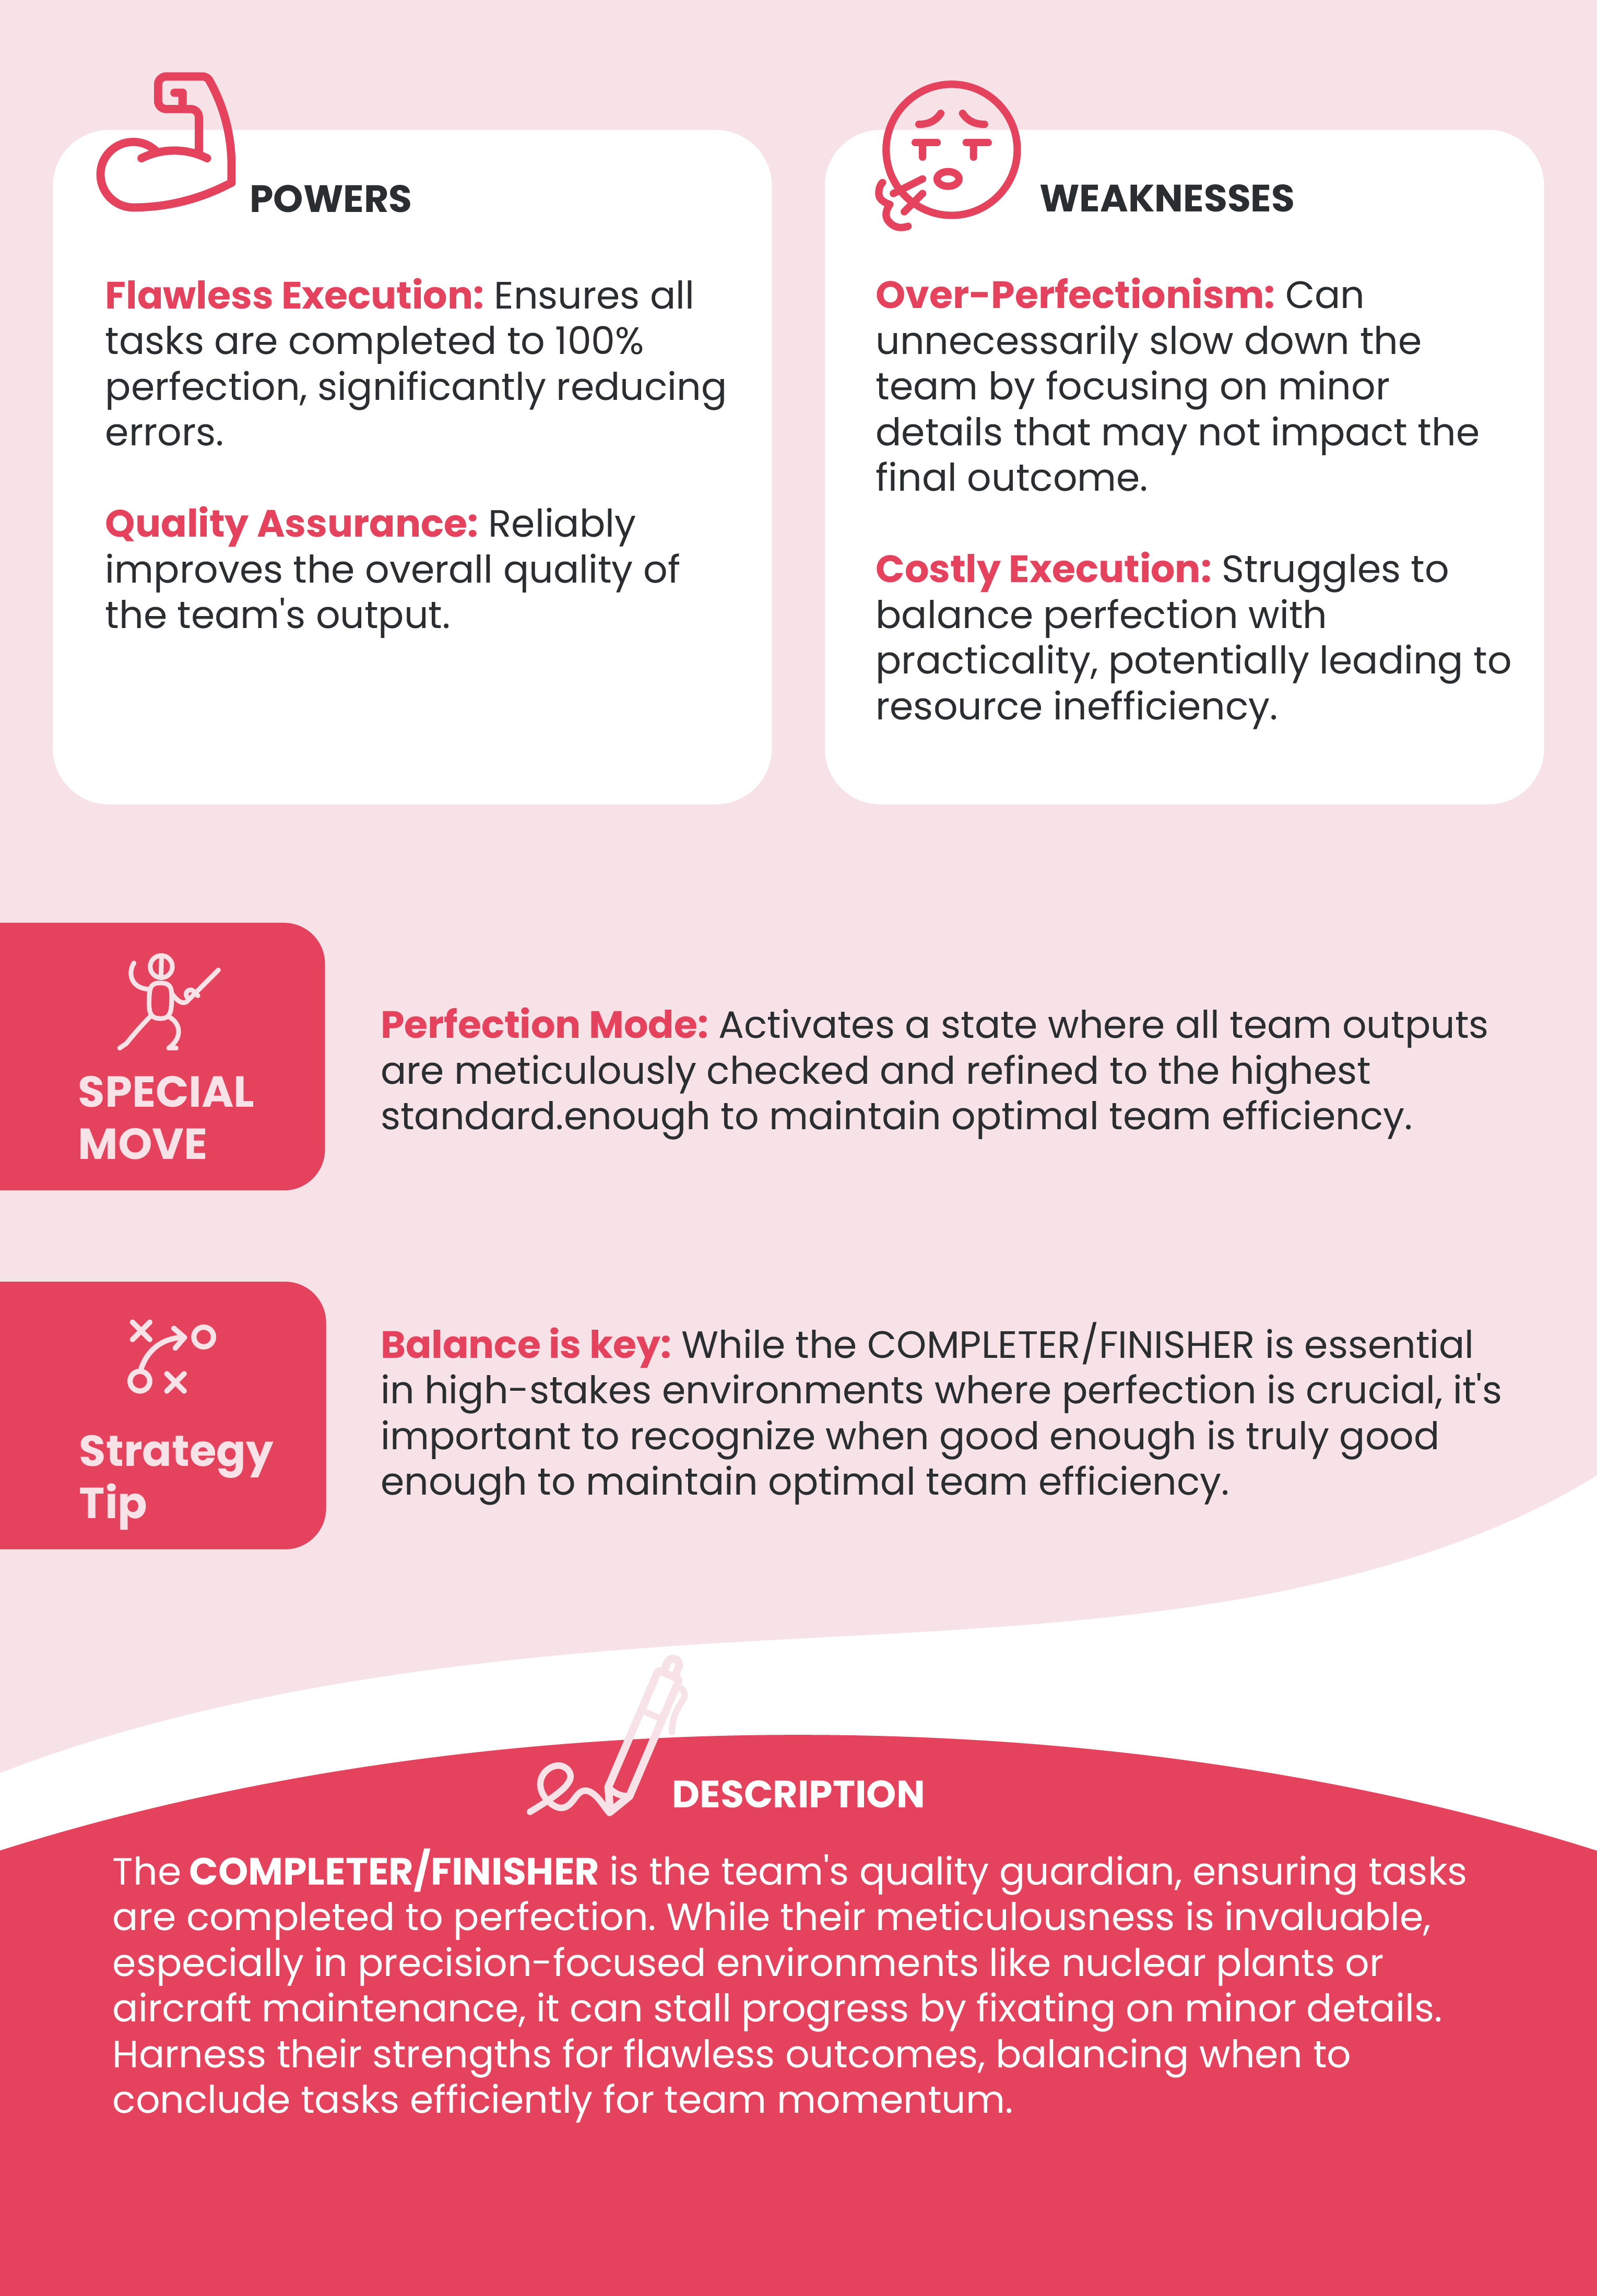 POWERS
Flawless Execution: Ensures all
tasks are completed to 100%
perfection, significantly reducing
errors.
Quality Assurance: Reliably
improves the overall quality of
the team's output.
WEAKNESSES
Over-Perfectionism: Can
unnecessarily slow down the
team by focusing on minor
details that may not impact the
final outcome.
Costly Execution: Struggles to
balance perfection with
practicality, potentially leading to
resource inefficiency.
SPECIAL
MOVE
Perfection Mode: Activates a state where all team outputs
are meticulously checked and refined to the highest
standard.enough to maintain optimal team efficiency.
Strategy
Tip
Balance is key: While the COMPLETER/FINISHER is essential
in high-stakes environments where perfection is crucial, it's
important to recognize when good enough is truly good
enough to maintain optimal team efficiency.
DESCRIPTION
The COMPLETER/FINISHER is the team's quality guardian, ensuring tasks
are completed to perfection. While their meticulousness is invaluable,
especially in precision-focused environments like nuclear plants or
aircraft maintenance, it can stall progress by fixating on minor details.
Harness their strengths for flawless outcomes, balancing when to
conclude tasks efficiently for team momentum.